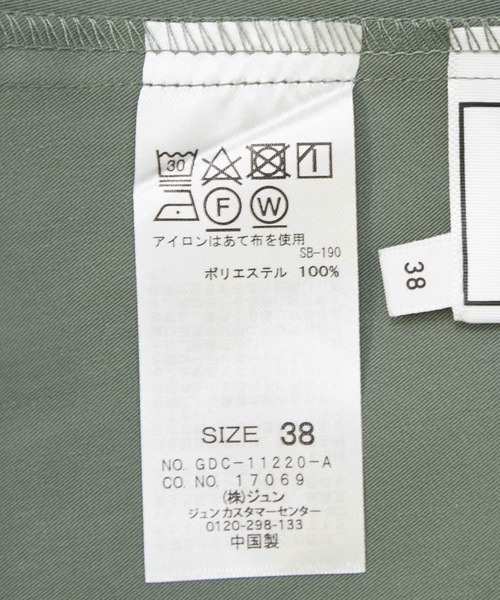 30
F W
アイロンはあて布を使用
SB-190
ポリエステル 100%
SIZE 38
NO. GDC-11220-A
CO. NO. 17069
(株)ジュン
ジュンカスタマーセンター
0120-298-133
中国製
38